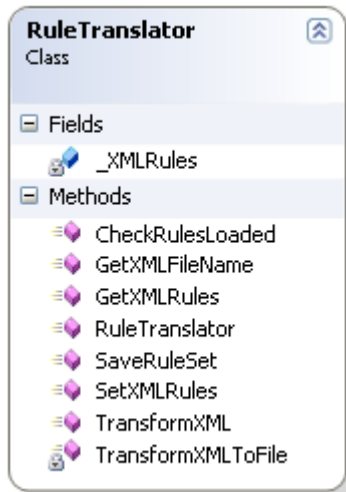 RuleTranslator
Class
Fields
_XMLRules
Methods
CheckRulesLoaded
GetXMLFileName
GetXMLRules
RuleTranslator
SaveRuleSet
SetXMLRules
TransformXML
TransformXMLToFile